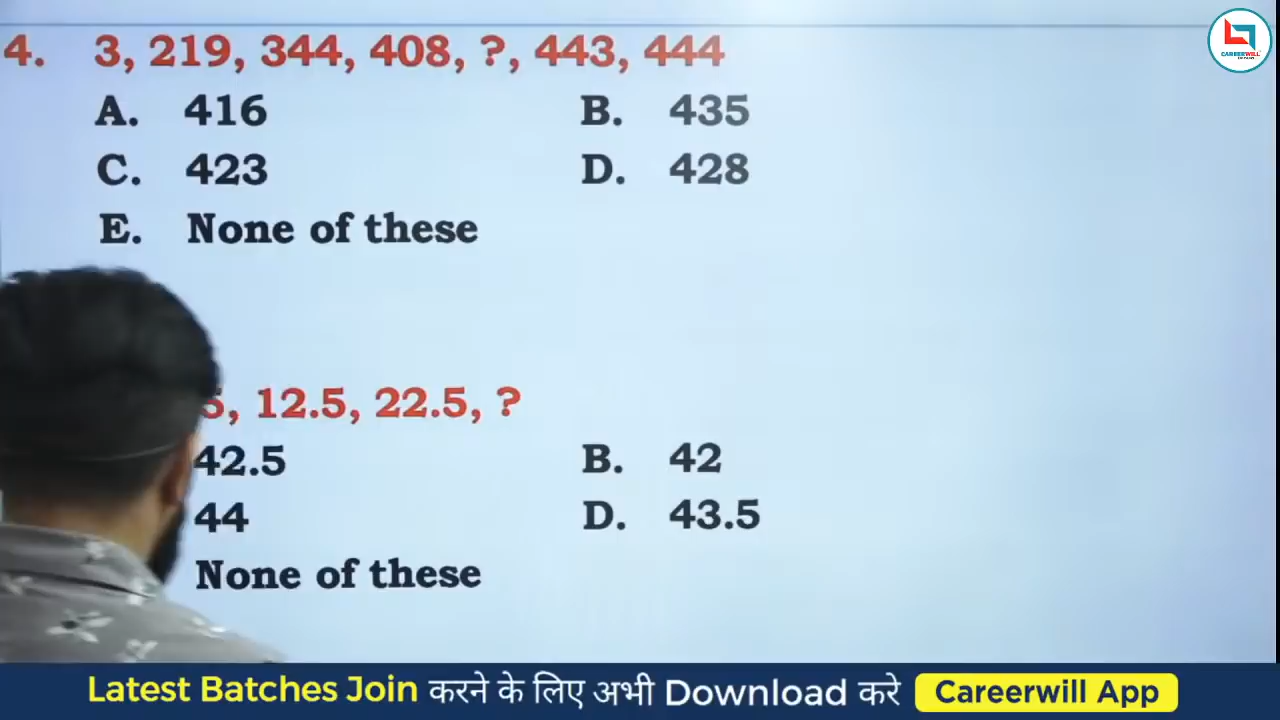 4. 3, 219, 344, 408, ?, 443, 444
A. 416 B. 435
C. 423 D. 428
E. None of these
5, 12.5, 22.5, ?
42.5 B. 42
44 D. 43.5
None of these
Latest Batches Join करने के लिए अभी Download करे Careerwill App
CAREERWILL